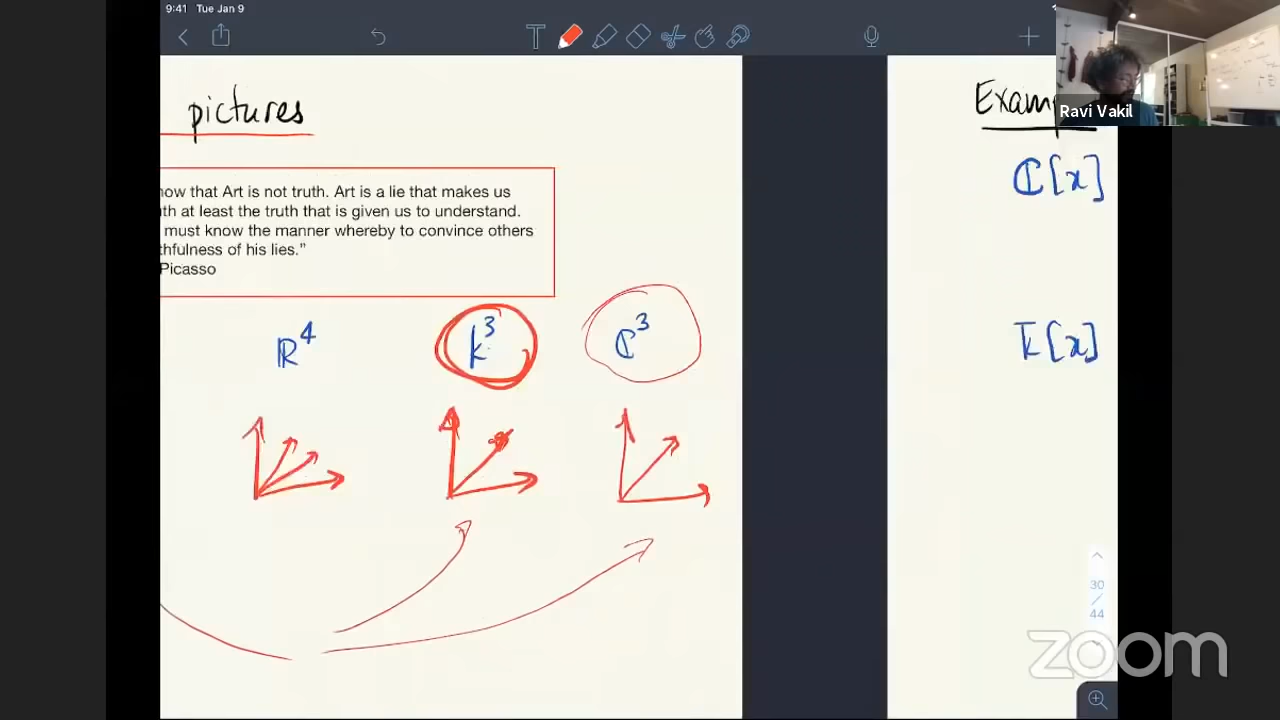 9:41 Tue Jan 9
pictures
now that Art is not truth. Art is a lie that makes us
th at least the truth that is given us to understand.
must know the manner whereby to convince others
thfulness of his lies.”
Picasso
ℝ⁴
k³
ℂ³
Exam
Ravi Vakil
ℂ[x]
k[x]
30
/
44
zoom